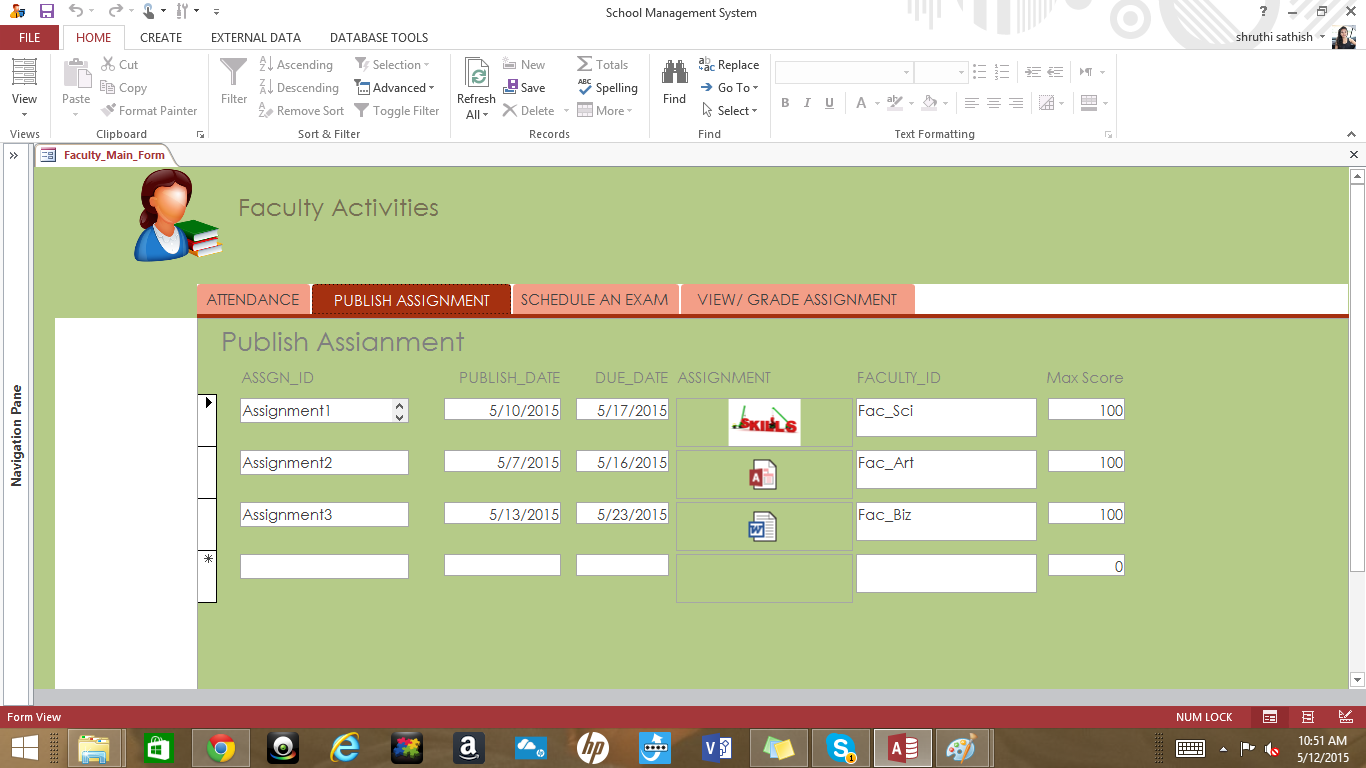 School Management System
?
FILE HOME CREATE EXTERNAL DATA DATABASE TOOLS shruthi sathish
View
Views
Paste
Cut
Copy
Format Painter
Clipboard
Filter
Ascending
Descending
Remove Sort
Selection
Advanced
Toggle Filter
Sort & Filter
Refresh
All
New
Save
Delete
Totals
Spelling
More
Records
Find
Replace
Go To
Select
Find
B I U A
Text Formatting
Faculty_Main_Form
Navigation Pane
Faculty Activities
ATTENDANCE PUBLISH ASSIGNMENT SCHEDULE AN EXAM VIEW/ GRADE ASSIGNMENT
Publish Assianment
ASSGN_ID PUBLISH_DATE DUE_DATE ASSIGNMENT FACULTY_ID Max Score
Assignment1 5/10/2015 5/17/2015 SKILLS Fac_Sci 100
Assignment2 5/7/2015 5/16/2015 Fac_Art 100
Assignment3 5/13/2015 5/23/2015 Fac_Biz 100
0
Form View NUM LOCK
10:51 AM
5/12/2015